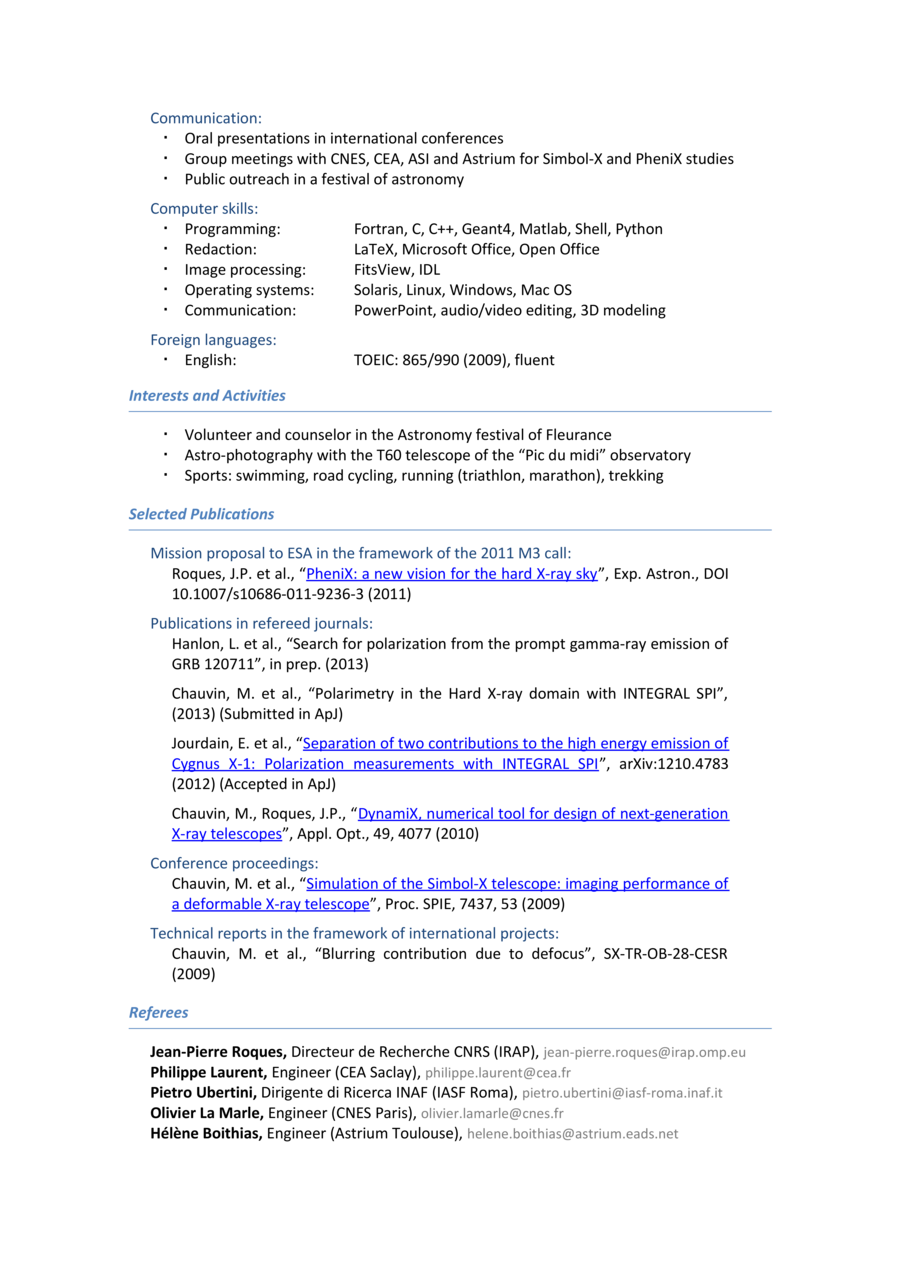 Communication:
▪ Oral presentations in international conferences
▪ Group meetings with CNES, CEA, ASI and Astrium for Simbol-X and PheniX studies
▪ Public outreach in a festival of astronomy
Computer skills:
▪ Programming: Fortran, C, C++, Geant4, Matlab, Shell, Python
▪ Redaction: LaTeX, Microsoft Office, Open Office
▪ Image processing: FitsView, IDL
▪ Operating systems: Solaris, Linux, Windows, Mac OS
▪ Communication: PowerPoint, audio/video editing, 3D modeling
Foreign languages:
▪ English: TOEIC: 865/990 (2009), fluent
Interests and Activities
▪ Volunteer and counselor in the Astronomy festival of Fleurance
▪ Astro-photography with the T60 telescope of the “Pic du midi” observatory
▪ Sports: swimming, road cycling, running (triathlon, marathon), trekking
Selected Publications
Mission proposal to ESA in the framework of the 2011 M3 call:
Roques, J.P. et al., “PheniX: a new vision for the hard X-ray sky”, Exp. Astron., DOI
10.1007/s10686-011-9236-3 (2011)
Publications in refereed journals:
Hanlon, L. et al., “Search for polarization from the prompt gamma-ray emission of
GRB 120711”, in prep. (2013)
Chauvin, M. et al., “Polarimetry in the Hard X-ray domain with INTEGRAL SPI”,
(2013) (Submitted in ApJ)
Jourdain, E. et al., “Separation of two contributions to the high energy emission of
Cygnus X-1: Polarization measurements with INTEGRAL SPI”, arXiv:1210.4783
(2012) (Accepted in ApJ)
Chauvin, M., Roques, J.P., “DynamiX, numerical tool for design of next-generation
X-ray telescopes”, Appl. Opt., 49, 4077 (2010)
Conference proceedings:
Chauvin, M. et al., “Simulation of the Simbol-X telescope: imaging performance of
a deformable X-ray telescope”, Proc. SPIE, 7437, 53 (2009)
Technical reports in the framework of international projects:
Chauvin, M. et al., “Blurring contribution due to defocus”, SX-TR-OB-28-CESR
(2009)
Referees
Jean-Pierre Roques, Directeur de Recherche CNRS (IRAP), jean-pierre.roques@irap.omp.eu
Philippe Laurent, Engineer (CEA Saclay), philippe.laurent@cea.fr
Pietro Ubertini, Dirigente di Ricerca INAF (IASF Roma), pietro.ubertini@iasf-roma.inaf.it
Olivier La Marle, Engineer (CNES Paris), olivier.lamarle@cnes.fr
Hélène Boithias, Engineer (Astrium Toulouse), helene.boithias@astrium.eads.net